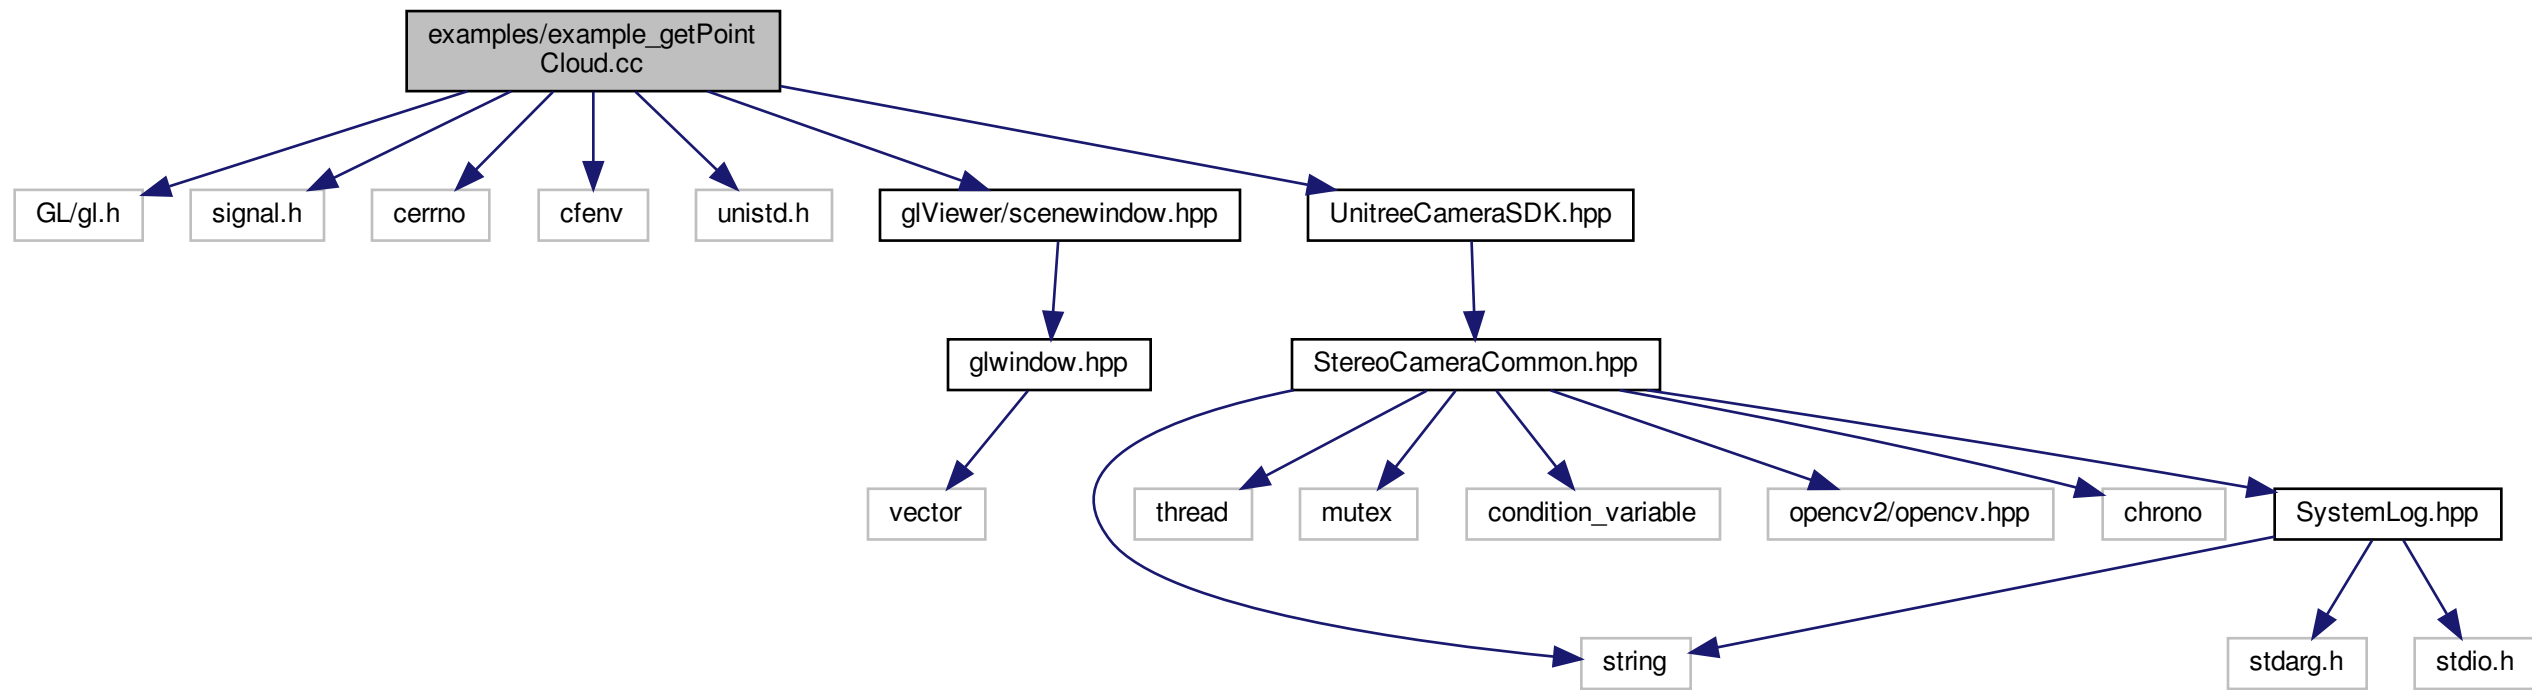 examples/example_getPoint
Cloud.cc
GL/gl.h
signal.h
cerrno
cfenv
unistd.h
glViewer/scenewindow.hpp
UnitreeCameraSDK.hpp
glwindow.hpp
StereoCameraCommon.hpp
vector
thread
mutex
condition_variable
opencv2/opencv.hpp
chrono
SystemLog.hpp
string
stdarg.h
stdio.h